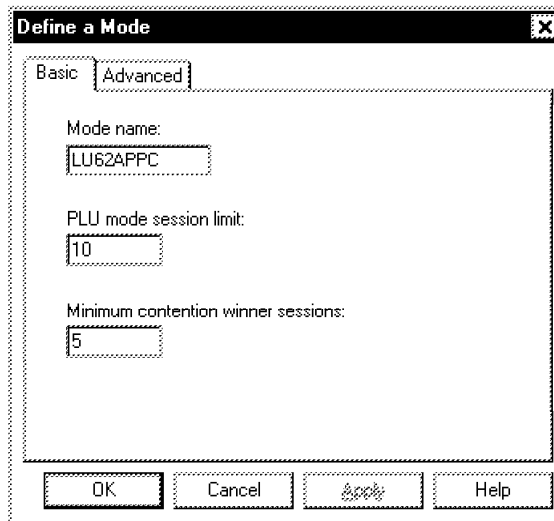 Define a Mode
Basic Advanced
Mode name:
LU62APPC
PLU mode session limit:
10
Minimum contention winner sessions:
5
OK Cancel Apply Help